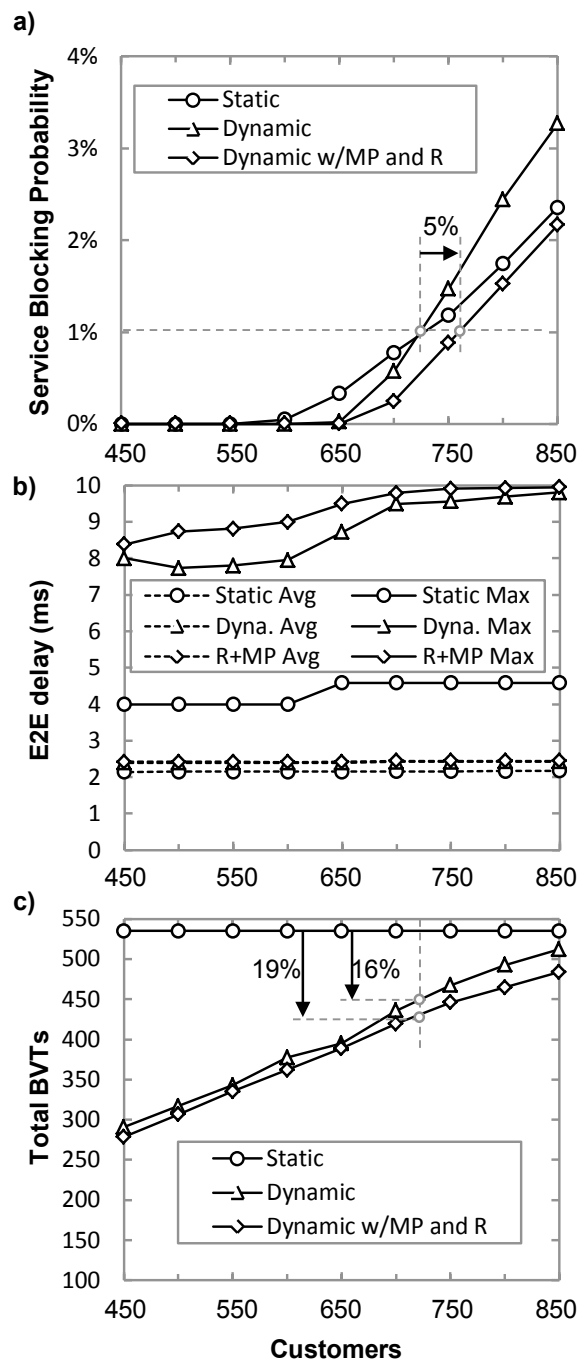 a)
Service Blocking Probability
4%
3%
2%
1%
0%
Static
Dynamic
Dynamic w/MP and R
5%
450 550 650 750 850
b)
E2E delay (ms)
10
9
8
7
6
5
4
3
2
1
0
Static Avg Static Max
Dyna. Avg Dyna. Max
R+MP Avg R+MP Max
450 550 650 750 850
c)
Total BVTs
550
500
450
400
350
300
250
200
150
100
19% 16%
Static
Dynamic
Dynamic w/MP and R
450 550 650 750 850
Customers